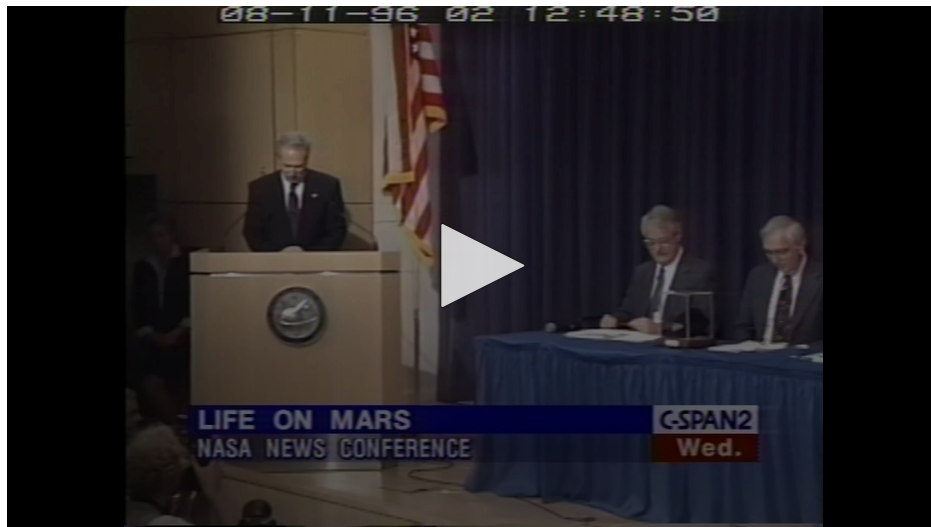 08-11-96 02 12:48:50
LIFE ON MARS
C-SPAN2
NASA NEWS CONFERENCE
Wed.